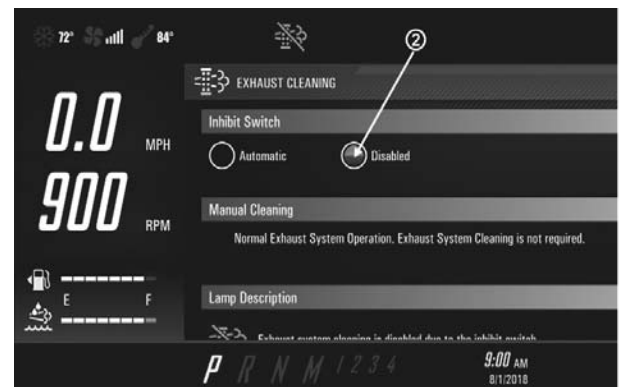 72° 84°
2
EXHAUST CLEANING
Inhibit Switch
0.0 MPH
Automatic Disabled
900 RPM
Manual Cleaning
Normal Exhaust System Operation. Exhaust System Cleaning is not required.
E F
Lamp Description
Exhaust system cleaning is disabled due to the inhibit switch
P R N M 1 2 3 4
9:00 AM
8/1/2018